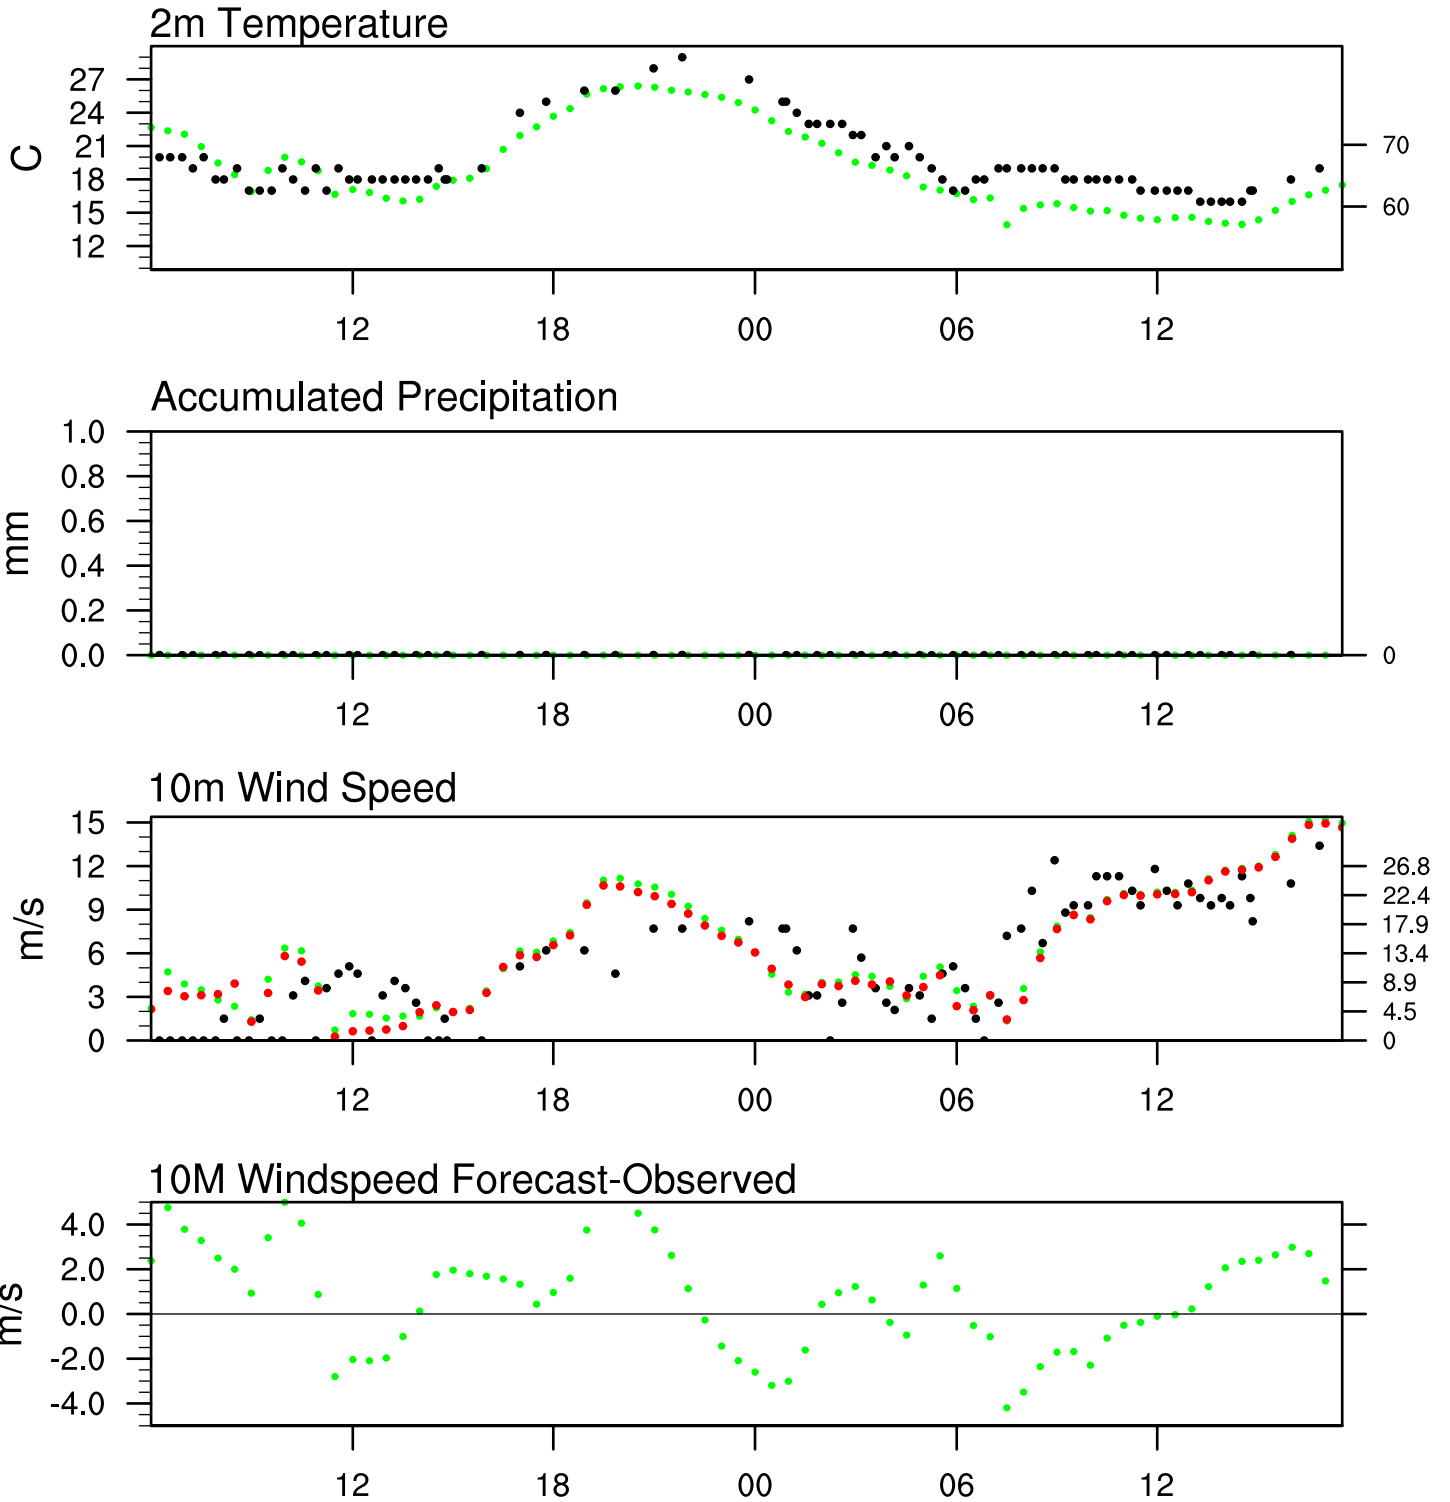 2m Temperature
27
24
21
18
15
12
C
70
60
12 18 00 06 12
Accumulated Precipitation
1.0
0.8
0.6
0.4
0.2
0.0
mm
0
12 18 00 06 12
10m Wind Speed
15
12
9
6
3
0
m/s
26.8
22.4
17.9
13.4
8.9
4.5
0
12 18 00 06 12
10M Windspeed Forecast-Observed
4.0
2.0
0.0
-2.0
-4.0
m/s
12 18 00 06 12